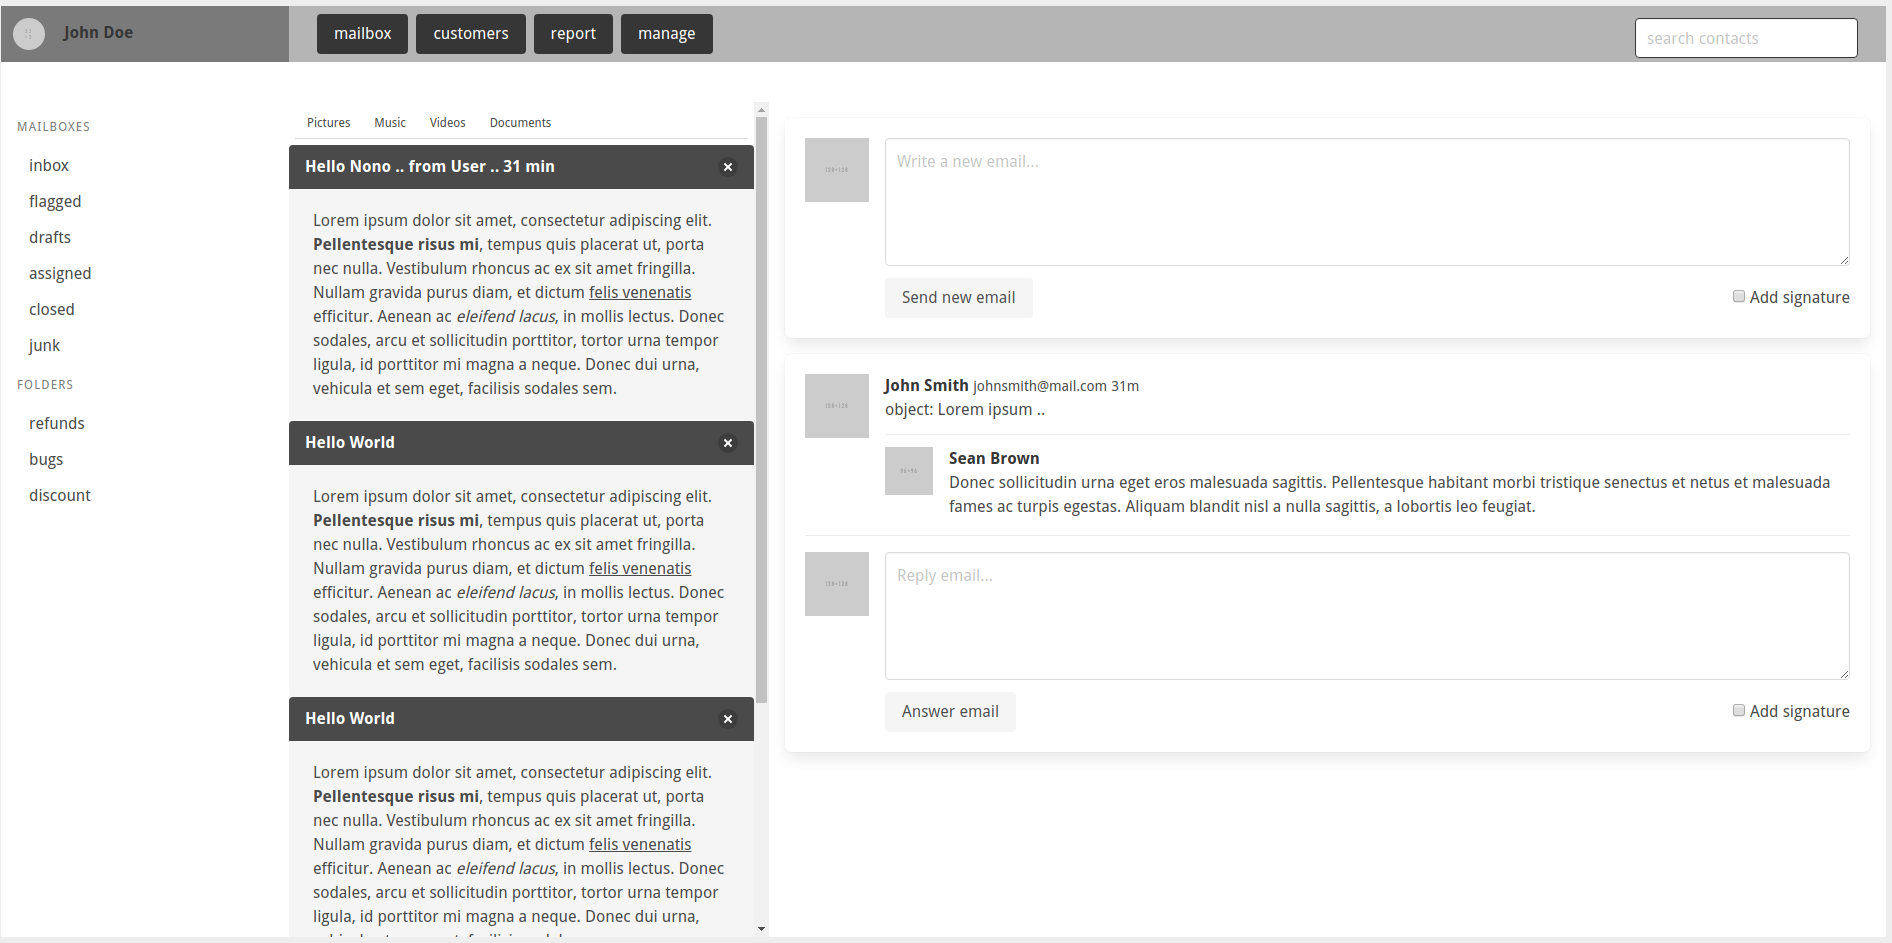 John Doe
mailbox customers report manage
search contacts
MAILBOXES
inbox
flagged
drafts
assigned
closed
junk
FOLDERS
refunds
bugs
discount
Pictures Music Videos Documents
Hello Nono .. from User .. 31 min
Lorem ipsum dolor sit amet, consectetur adipiscing elit.
Pellentesque risus mi, tempus quis placerat ut, porta
nec nulla. Vestibulum rhoncus ac ex sit amet fringilla.
Nullam gravida purus diam, et dictum felis venenatis
efficitur. Aenean ac eleifend lacus, in mollis lectus. Donec
sodales, arcu et sollicitudin porttitor, tortor urna tempor
ligula, id porttitor mi magna a neque. Donec dui urna,
vehicula et sem eget, facilisis sodales sem.
Hello World
Lorem ipsum dolor sit amet, consectetur adipiscing elit.
Pellentesque risus mi, tempus quis placerat ut, porta
nec nulla. Vestibulum rhoncus ac ex sit amet fringilla.
Nullam gravida purus diam, et dictum felis venenatis
efficitur. Aenean ac eleifend lacus, in mollis lectus. Donec
sodales, arcu et sollicitudin porttitor, tortor urna tempor
ligula, id porttitor mi magna a neque. Donec dui urna,
vehicula et sem eget, facilisis sodales sem.
Hello World
Lorem ipsum dolor sit amet, consectetur adipiscing elit.
Pellentesque risus mi, tempus quis placerat ut, porta
nec nulla. Vestibulum rhoncus ac ex sit amet fringilla.
Nullam gravida purus diam, et dictum felis venenatis
efficitur. Aenean ac eleifend lacus, in mollis lectus. Donec
sodales, arcu et sollicitudin porttitor, tortor urna tempor
ligula, id porttitor mi magna a neque. Donec dui urna,
Write a new email...
Send new email
Add signature
John Smith johnsmith@mail.com 31m
object: Lorem ipsum ..
Sean Brown
Donec sollicitudin urna eget eros malesuada sagittis. Pellentesque habitant morbi tristique senectus et netus et malesuada
fames ac turpis egestas. Aliquam blandit nisl a nulla sagittis, a lobortis leo feugiat.
Reply email...
Answer email
Add signature